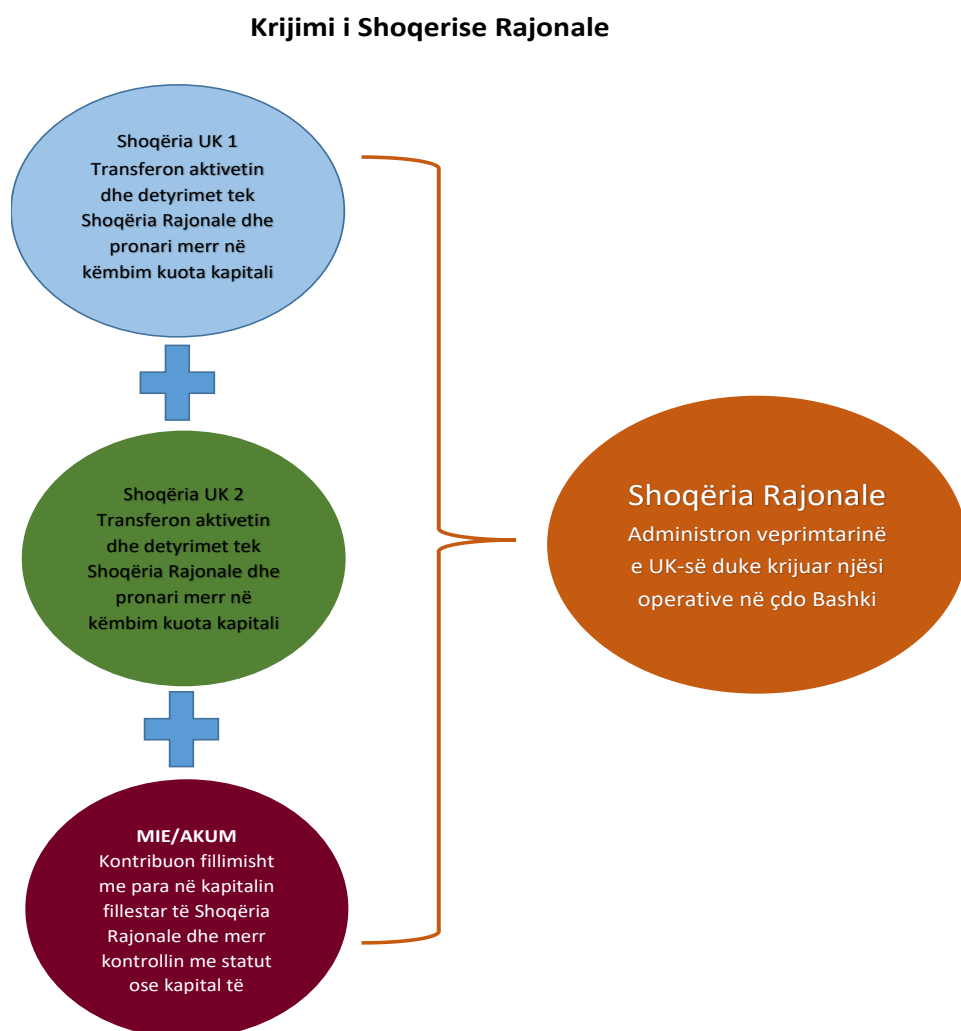 Krijimi i Shoqerise Rajonale
Shoqëria UK 1
Transferon aktivetin
dhe detyrimet tek
Shoqëria Rajonale dhe
pronari merr në
këmbim kuota kapitali
Shoqëria UK 2
Transferon aktivetin
dhe detyrimet tek
Shoqëria Rajonale dhe
pronari merr në
këmbim kuota kapitali
MIE/AKUM
Kontribuon fillimisht
me para në kapitalin
fillestar të Shoqëria
Rajonale dhe merr
kontrollin me statut
ose kapital të
Shoqëria Rajonale
Administron veprimtarinë
e UK-së duke krijuar njësi
operative në çdo Bashki